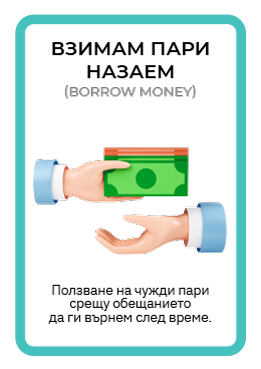 ВЗИМАМ ПАРИ
НАЗАЕМ
(BORROW MONEY)
Ползване на чужди пари
срещу обещанието
да ги върнем след време.